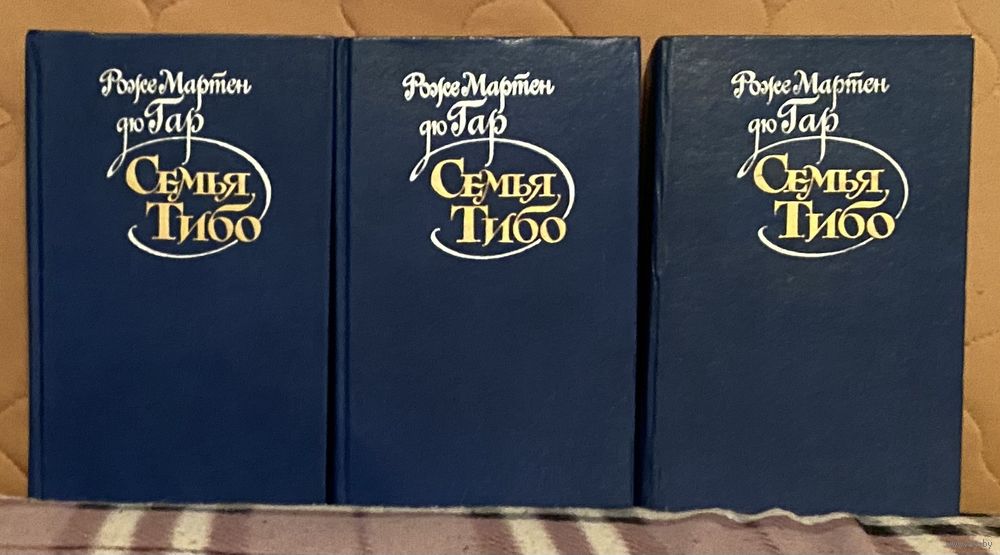 Роже Мартен
дю Гар
Семья
Тибо
Роже Мартен
дю Гар
Семья
Тибо
Роже Мартен
дю Гар
Семья
Тибо